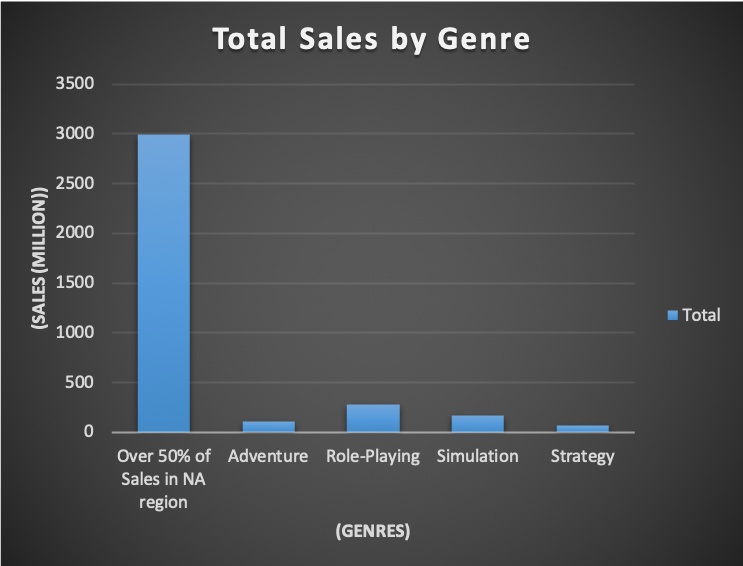 Total Sales by Genre
(SALES (MILLION))
3500
3000
2500
2000
1500
1000
500
0
Over 50% of
Sales in NA
region
Adventure
Role-Playing
Simulation
Strategy
(GENRES)
Total